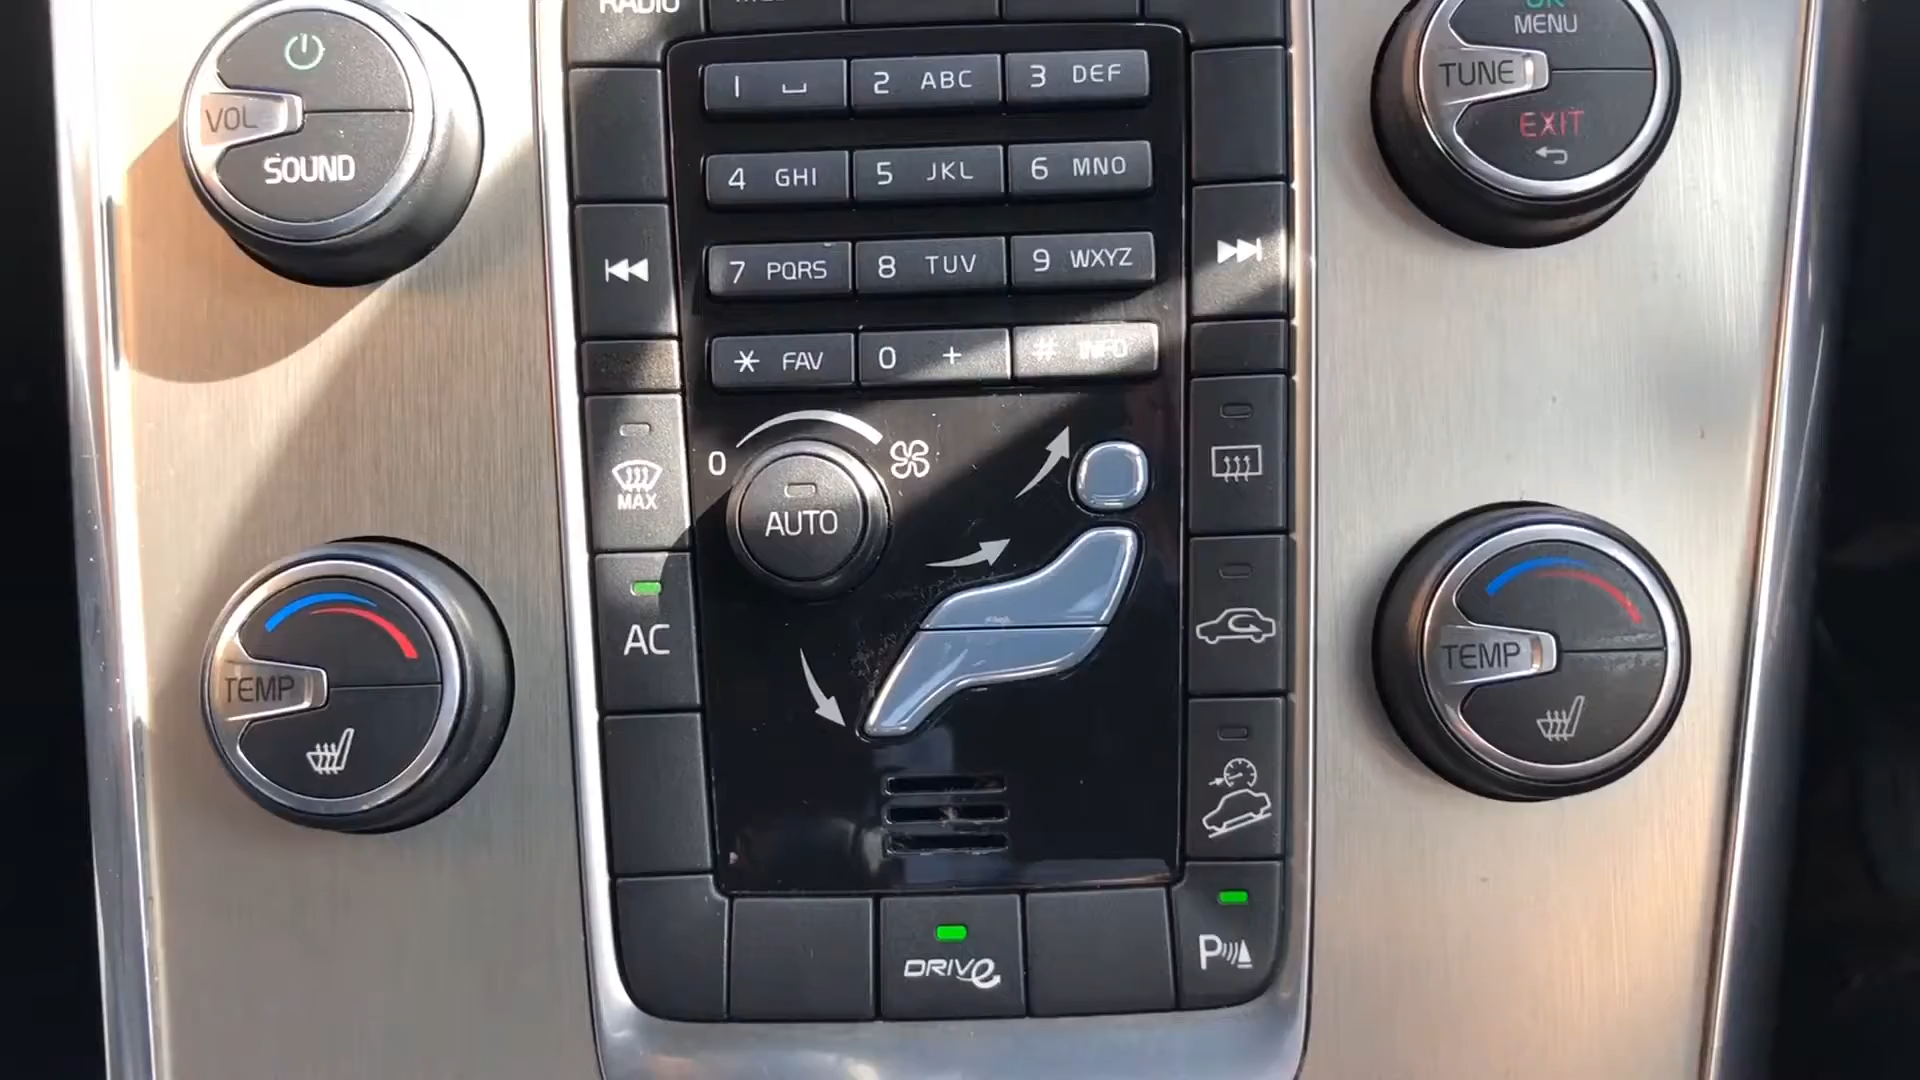 RADIO
OK
MENU
TUNE
EXIT
VOL
SOUND
1
2 ABC
3 DEF
4 GHI
5 JKL
6 MNO
7 PQRS
8 TUV
9 WXYZ
* FAV
0 +
# INFO
0
MAX
AUTO
AC
TEMP
TEMP
DRIVe
P